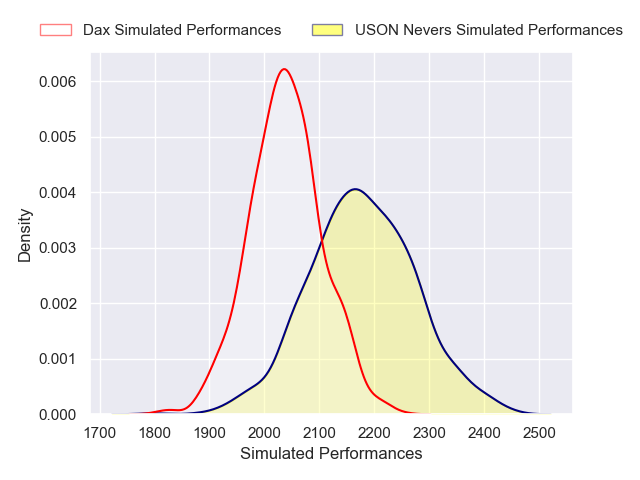 Dax Simulated Performances USON Nevers Simulated Performances
0.006
0.005
0.004
0.003
0.002
0.001
0.000
Density
1700 1800 1900 2000 2100 2200 2300 2400 2500
Simulated Performances